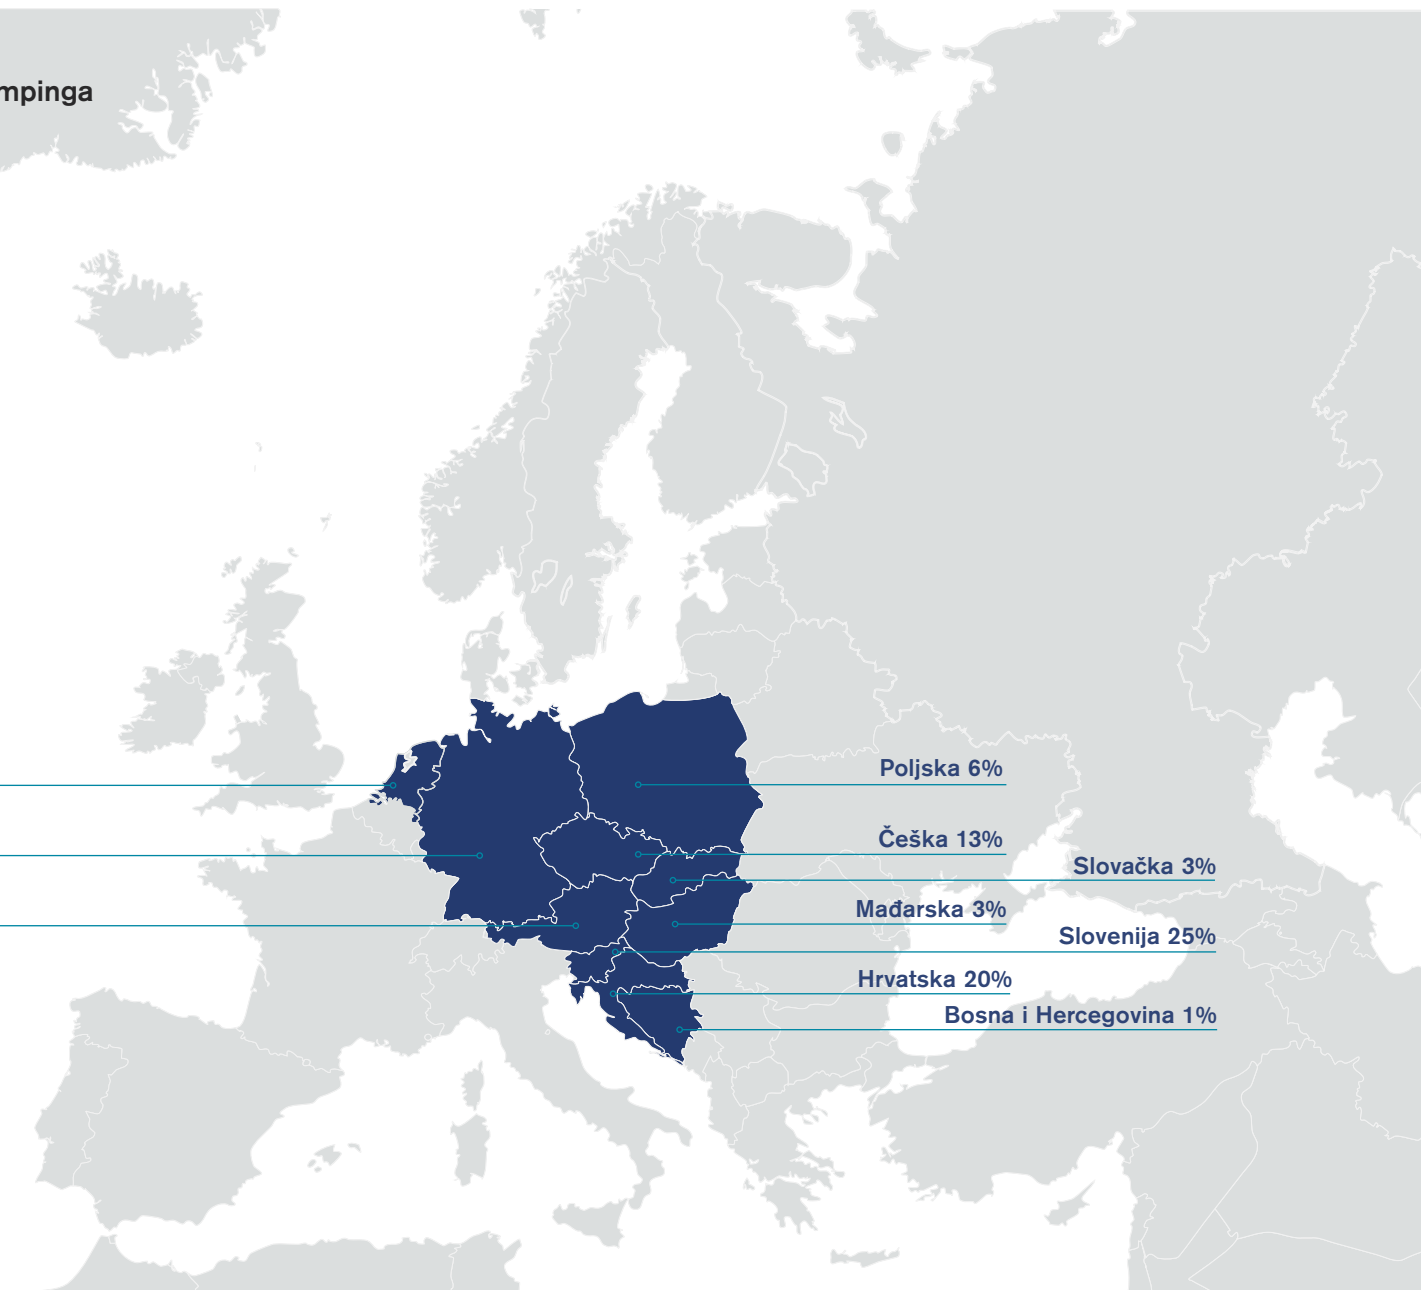 mpinga
Poljska 6%
Češka 13%
Slovačka 3%
Mađarska 3%
Slovenija 25%
Hrvatska 20%
Bosna i Hercegovina 1%